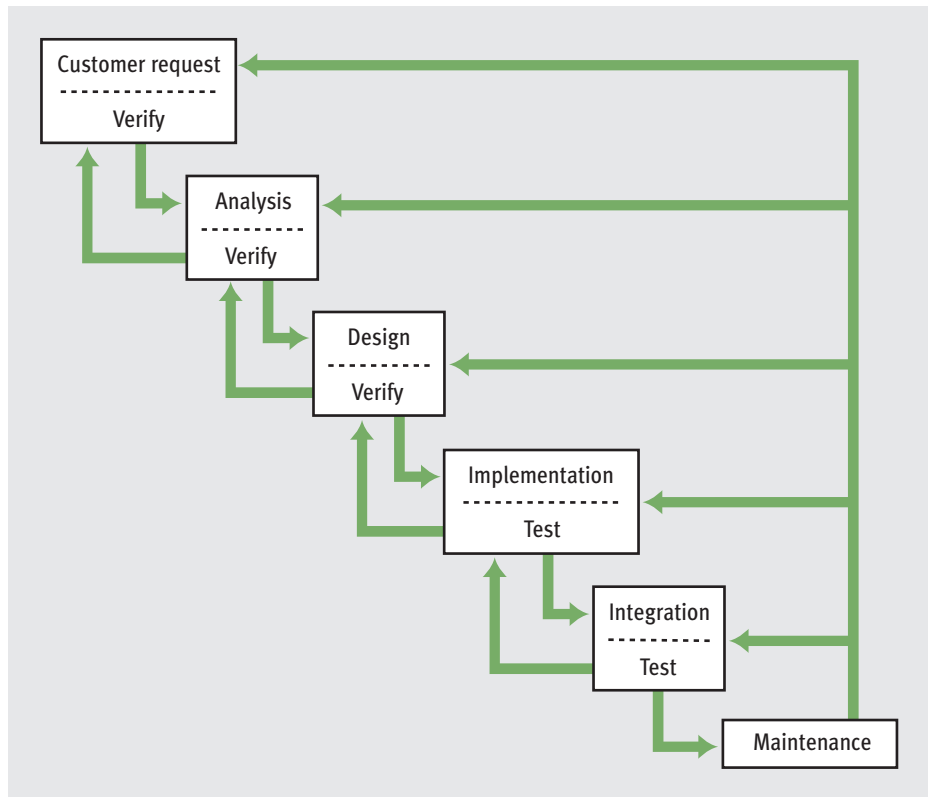 Customer request
Verify
Analysis
Verify
Design
Verify
Implementation
Test
Integration
Test
Maintenance